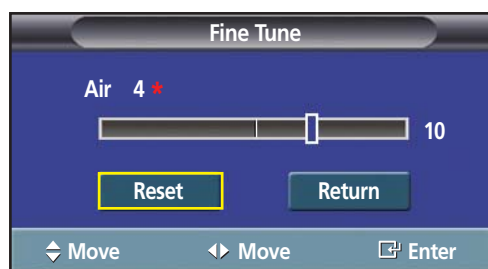 Fine Tune
Air 4 *
10
Reset Return
Move Move Enter